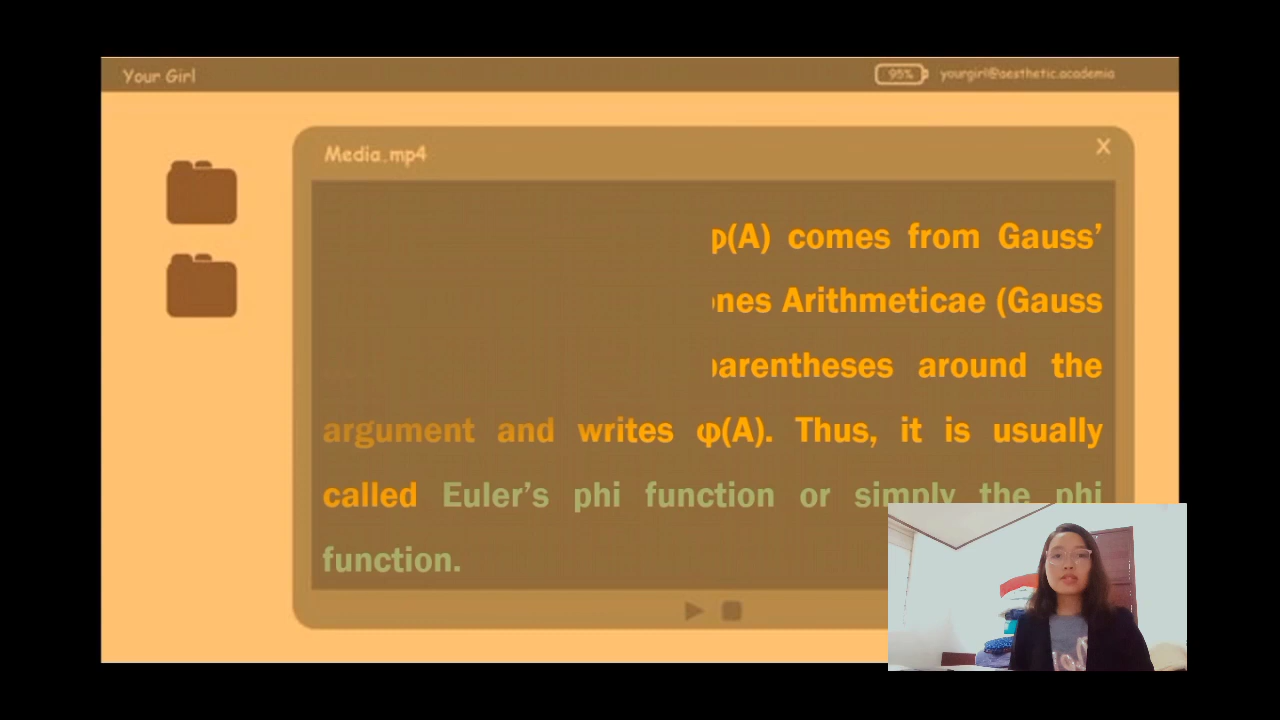 Your Girl
95%
yourgirl@aesthetic.academia
Media.mp4
X
φ(A) comes from Gauss’
Arithmeticae (Gauss
parentheses around the
argument and writes φ(A). Thus, it is usually
called Euler’s phi function or simply the phi
function.